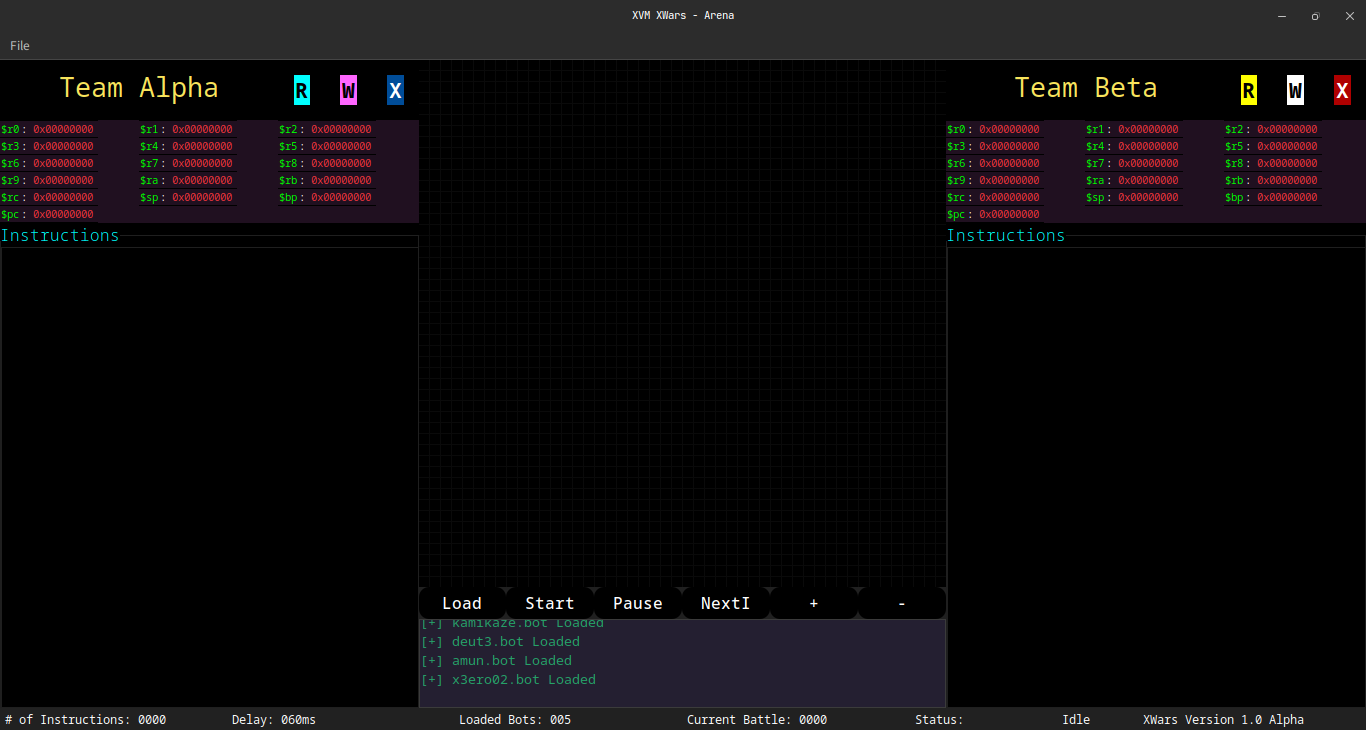 XVM XWars - Arena
File
Team Alpha R W X
$r0: 0x00000000 $r1: 0x00000000 $r2: 0x00000000
$r3: 0x00000000 $r4: 0x00000000 $r5: 0x00000000
$r6: 0x00000000 $r7: 0x00000000 $r8: 0x00000000
$r9: 0x00000000 $ra: 0x00000000 $rb: 0x00000000
$rc: 0x00000000 $sp: 0x00000000 $bp: 0x00000000
$pc: 0x00000000
Instructions
Load Start Pause NextI + -
[+] kamikaze.bot Loaded
[+] deut3.bot Loaded
[+] amun.bot Loaded
[+] x3ero02.bot Loaded
Team Beta R W X
$r0: 0x00000000 $r1: 0x00000000 $r2: 0x00000000
$r3: 0x00000000 $r4: 0x00000000 $r5: 0x00000000
$r6: 0x00000000 $r7: 0x00000000 $r8: 0x00000000
$r9: 0x00000000 $ra: 0x00000000 $rb: 0x00000000
$rc: 0x00000000 $sp: 0x00000000 $bp: 0x00000000
$pc: 0x00000000
Instructions
# of Instructions: 0000 Delay: 060ms Loaded Bots: 005 Current Battle: 0000 Status: Idle XWars Version 1.0 Alpha